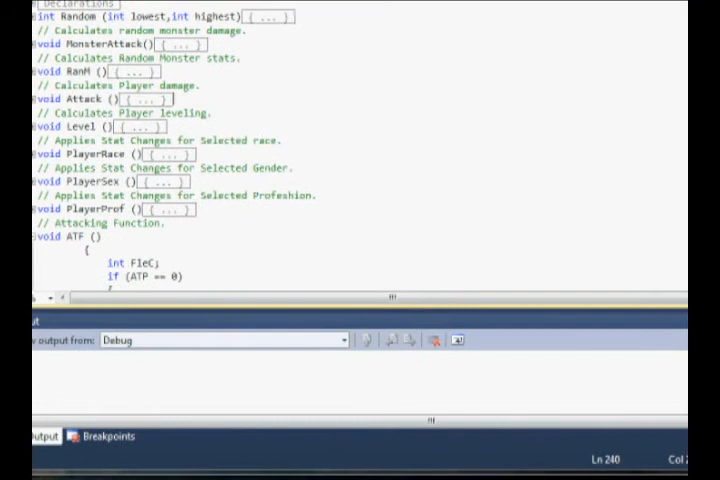 Declarations
int Random (int lowest,int highest){ ... }
// Calculates random monster damage.
void MonsterAttack(){ ... }
// Calculates Random Monster stats.
void RanM (){ ... }
// Calculates Player damage.
void Attack (){ ... }
// Calculates Player leveling.
void Level (){ ... }
// Applies Stat Changes for Selected race.
void PlayerRace (){ ... }
// Applies Stat Changes for Selected Gender.
void PlayerSex (){ ... }
// Applies Stat Changes for Selected Profeshion.
void PlayerProf (){ ... }
// Attacking Function.
void ATF ()
{
int FleC;
if (ATP == 0)
{
ut
w output from: Debug
Output Breakpoints
Ln 240 Col